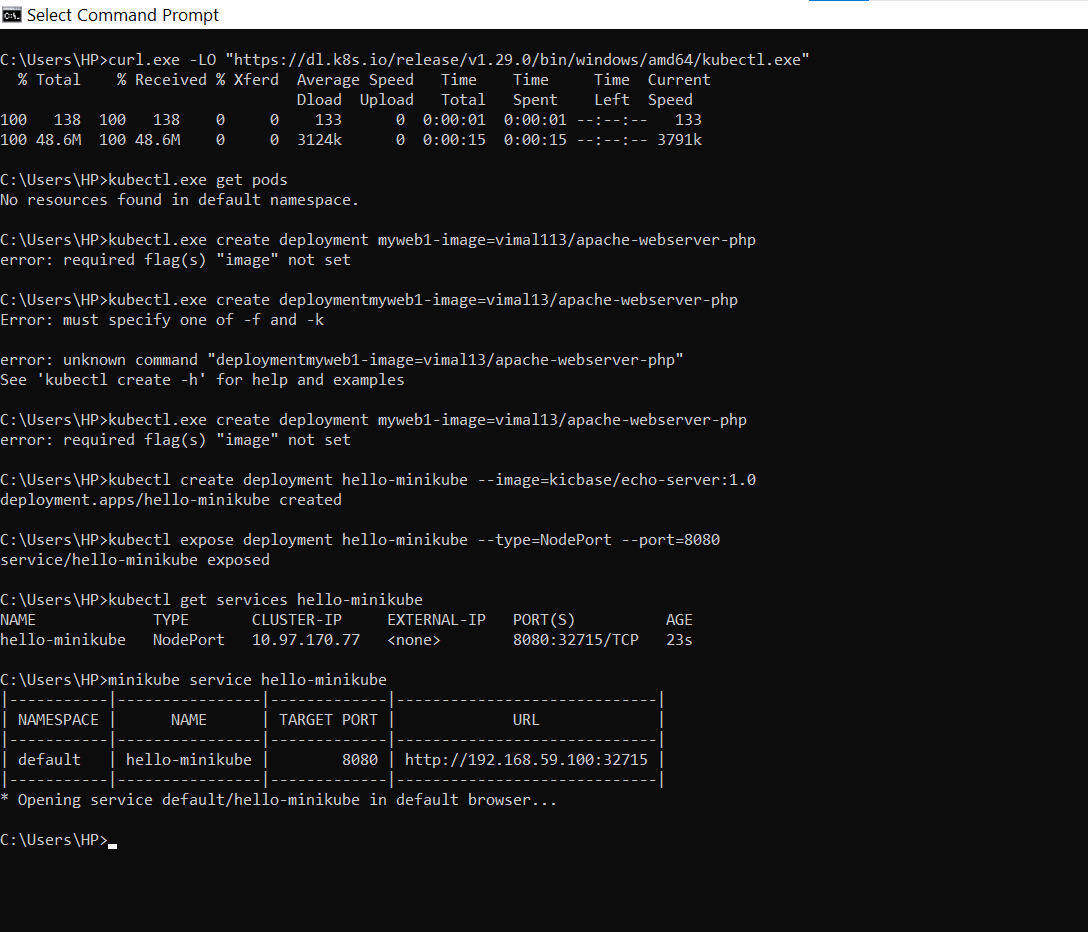 Select Command Prompt
C:\Users\HP>curl.exe -LO "https://dl.k8s.io/release/v1.29.0/bin/windows/amd64/kubectl.exe"
  % Total    % Received % Xferd  Average Speed   Time    Time     Time  Current
                                 Dload  Upload   Total   Spent    Left  Speed
100   138  100   138    0     0    133      0  0:00:01  0:00:01 --:--:--   133
100 48.6M  100 48.6M    0     0  3124k      0  0:00:15  0:00:15 --:--:-- 3791k
C:\Users\HP>kubectl.exe get pods
No resources found in default namespace.
C:\Users\HP>kubectl.exe create deployment myweb1-image=vimal113/apache-webserver-php
error: required flag(s) "image" not set
C:\Users\HP>kubectl.exe create deploymentmyweb1-image=vimal13/apache-webserver-php
Error: must specify one of -f and -k
error: unknown command "deploymentmyweb1-image=vimal13/apache-webserver-php"
See 'kubectl create -h' for help and examples
C:\Users\HP>kubectl.exe create deployment myweb1-image=vimal13/apache-webserver-php
error: required flag(s) "image" not set
C:\Users\HP>kubectl create deployment hello-minikube --image=kicbase/echo-server:1.0
deployment.apps/hello-minikube created
C:\Users\HP>kubectl expose deployment hello-minikube --type=NodePort --port=8080
service/hello-minikube exposed
C:\Users\HP>kubectl get services hello-minikube
NAME             TYPE       CLUSTER-IP     EXTERNAL-IP   PORT(S)          AGE
hello-minikube   NodePort   10.97.170.77   <none>        8080:32715/TCP   23s
C:\Users\HP>minikube service hello-minikube
|-----------|----------------|-------------|-----------------------------|
| NAMESPACE |      NAME      | TARGET PORT |             URL             |
|-----------|----------------|-------------|-----------------------------|
| default   | hello-minikube |        8080 | http://192.168.59.100:32715 |
|-----------|----------------|-------------|-----------------------------|
* Opening service default/hello-minikube in default browser...
C:\Users\HP>